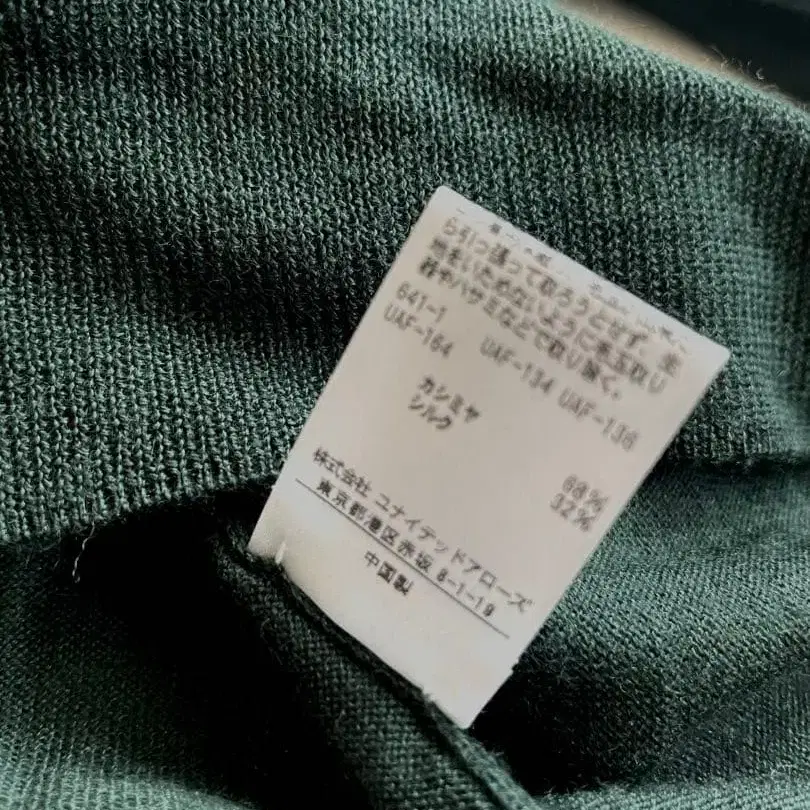 ら引っ張って取ろうとせず、生
地をいためないように毛玉取り
器やハサミなどで取り除く。
641-1
UAF-164 UAF-134 UAF-136
カシミヤ
シルク 32%
株式会社 ユナイテッドアローズ
東京都港区赤坂 8-1-19
中国製